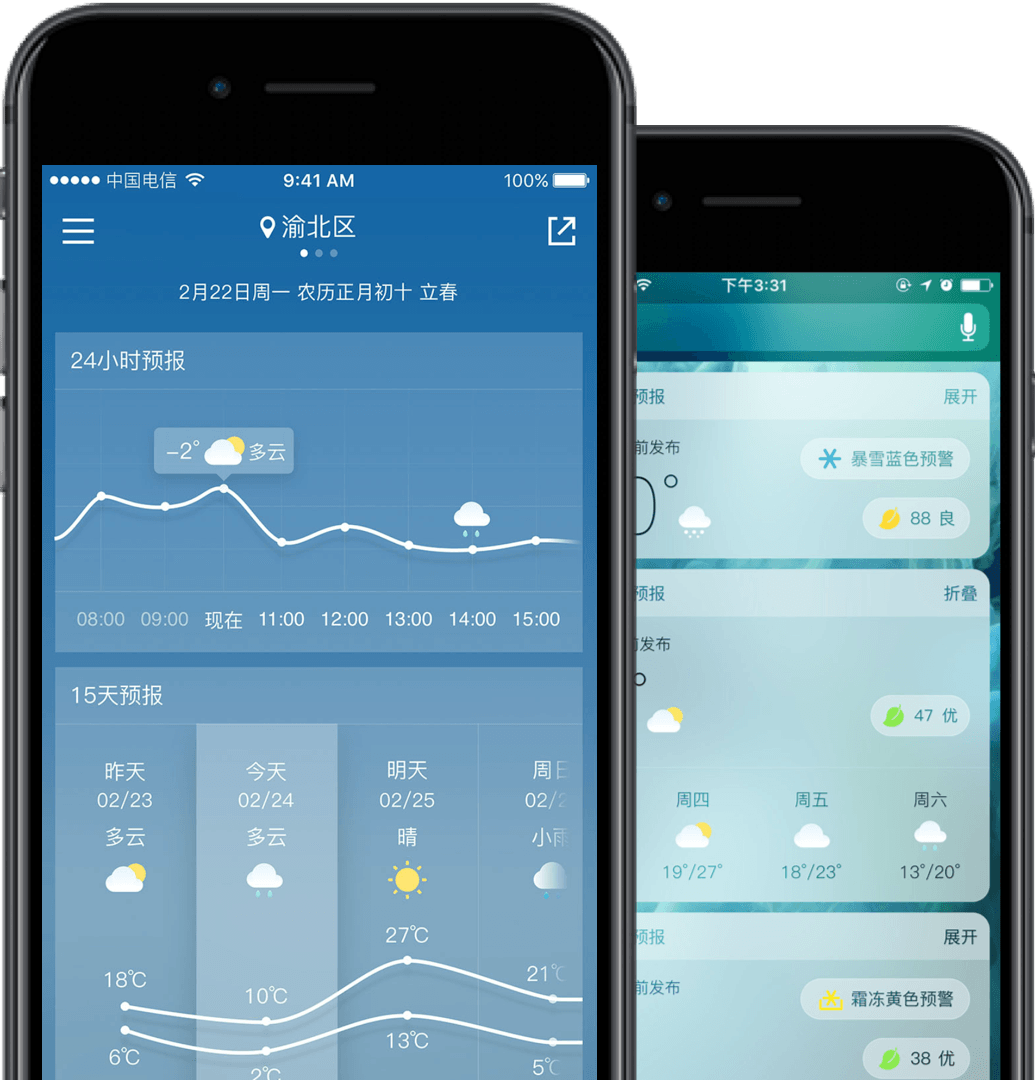 中国电信 9:41 AM 100%
渝北区
2月22日周一 农历正月初十 立春
24小时预报
-2° 多云
08:00 09:00 现在 11:00 12:00 13:00 14:00 15:00
15天预报
昨天 今天 明天 周日
02/23 02/24 02/25 02/2
多云 多云 晴 小雨
27℃
18℃ 10℃ 21℃
6℃ 2℃ 13℃ 5℃
下午3:31
预报 展开
前发布
暴雪蓝色预警
0°
88 良
预报 折叠
前发布
47 优
周四 周五 周六
19°/27° 18°/23° 13°/20°
预报 展开
前发布
霜冻黄色预警
38 优